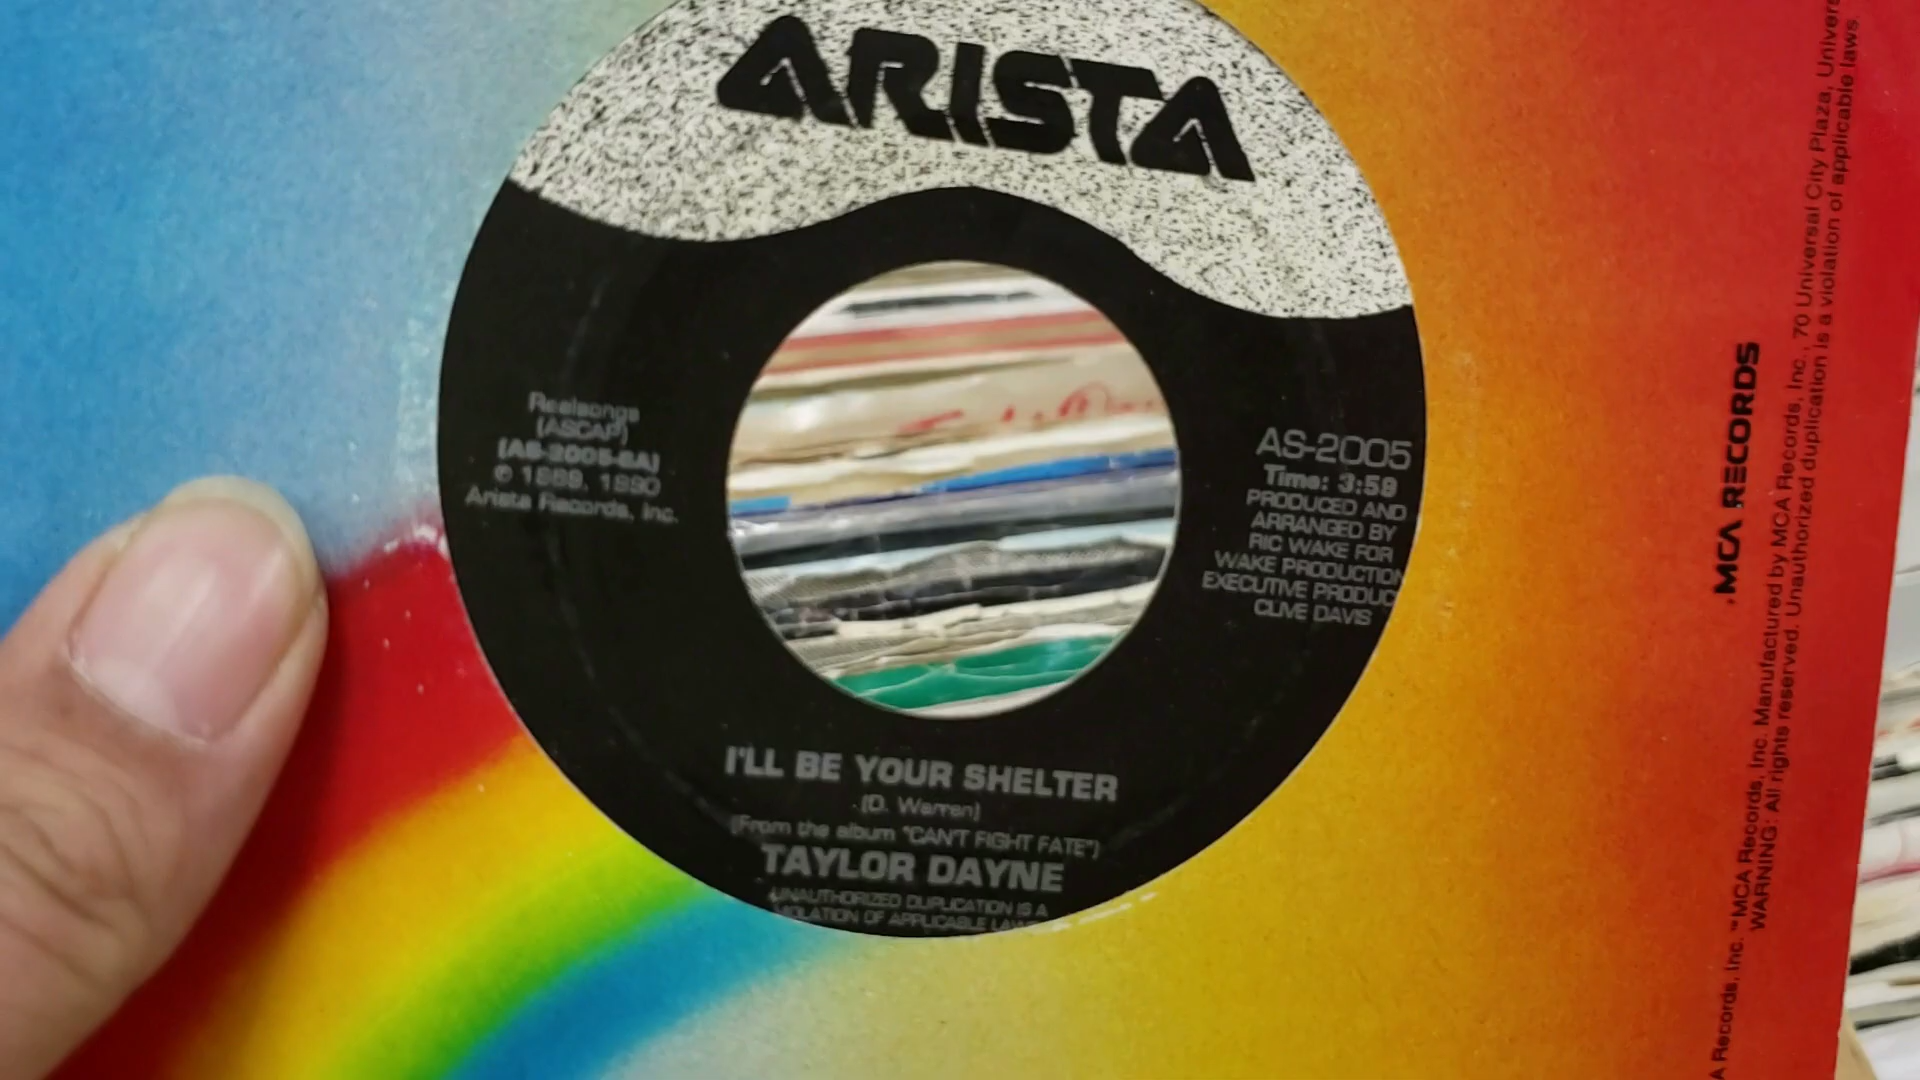 ARISTA
Realsongs
(ASCAP)
(AS-2005-SA)
© 1989, 1990
Arista Records, Inc.
AS-2005
Time: 3:59
PRODUCED AND
ARRANGED BY
RIC WAKE FOR
WAKE PRODUCTION
EXECUTIVE PRODUC
CLIVE DAVIS
I'LL BE YOUR SHELTER
(D. Warren)
(From the album "CAN'T FIGHT FATE")
TAYLOR DAYNE
UNAUTHORIZED DUPLICATION IS A
VIOLATION OF APPLICABLE LAWS
MCA RECORDS
A Records, Inc. ™MCA Records, Inc. Manufactured by MCA Records, Inc., 70 Universal City Plaza, Univers
WARNING: All rights reserved. Unauthorized duplication is a violation of applicable laws.